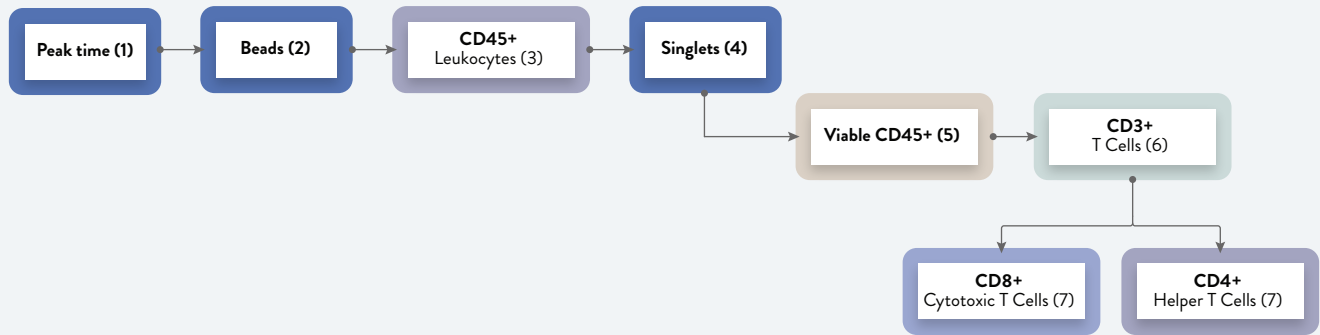 Peak time (1)
Beads (2)
CD45+
Leukocytes (3)
Singlets (4)
Viable CD45+ (5)
CD3+
T Cells (6)
CD8+
Cytotoxic T Cells (7)
CD4+
Helper T Cells (7)